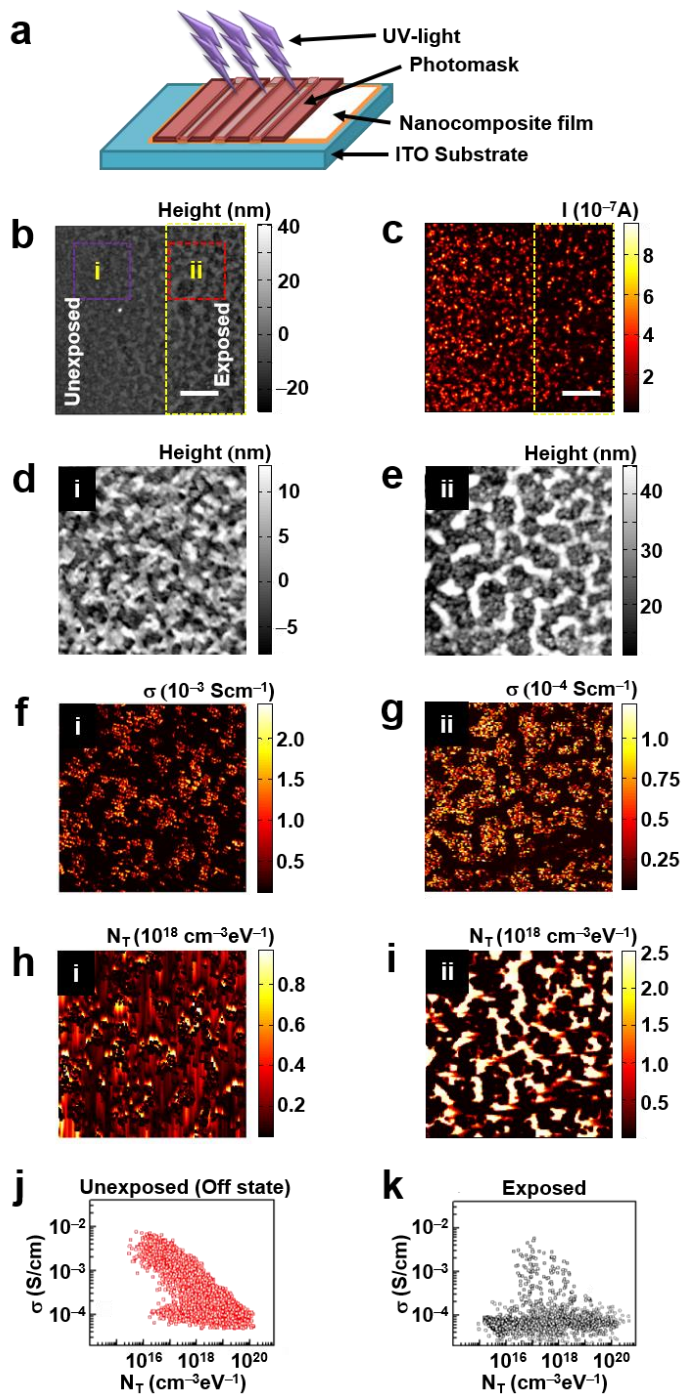 a
UV-light
Photomask
Nanocomposite film
ITO Substrate
b
Height (nm)
40
20
0
−20
i
ii
Unexposed
Exposed
c
I (10⁻⁷A)
8
6
4
2
d
Height (nm)
i
10
5
0
−5
e
Height (nm)
ii
40
30
20
f
σ (10⁻³ Scm⁻¹)
i
2.0
1.5
1.0
0.5
g
σ (10⁻⁴ Scm⁻¹)
ii
1.0
0.75
0.50
0.25
h
N_T (10¹⁸ cm⁻³eV⁻¹)
i
0.8
0.6
0.4
0.2
i
N_T (10¹⁸ cm⁻³eV⁻¹)
ii
2.5
2.0
1.5
1.0
0.5
j
Unexposed (Off state)
σ (S/cm)
10⁻²
10⁻³
10⁻⁴
10¹⁶ 10¹⁸ 10²⁰
N_T (cm⁻³eV⁻¹)
k
Exposed
σ (S/cm)
10⁻²
10⁻³
10⁻⁴
10¹⁶ 10¹⁸ 10²⁰
N_T (cm⁻³eV⁻¹)